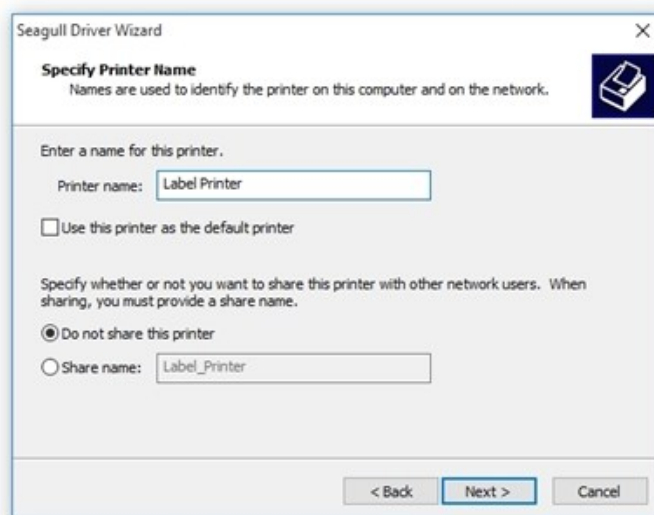 Seagull Driver Wizard
Specify Printer Name
Names are used to identify the printer on this computer and on the network.
Enter a name for this printer.
Printer name: Label Printer
Use this printer as the default printer
Specify whether or not you want to share this printer with other network users. When
sharing, you must provide a share name.
Do not share this printer
Share name: Label_Printer
< Back Next > Cancel